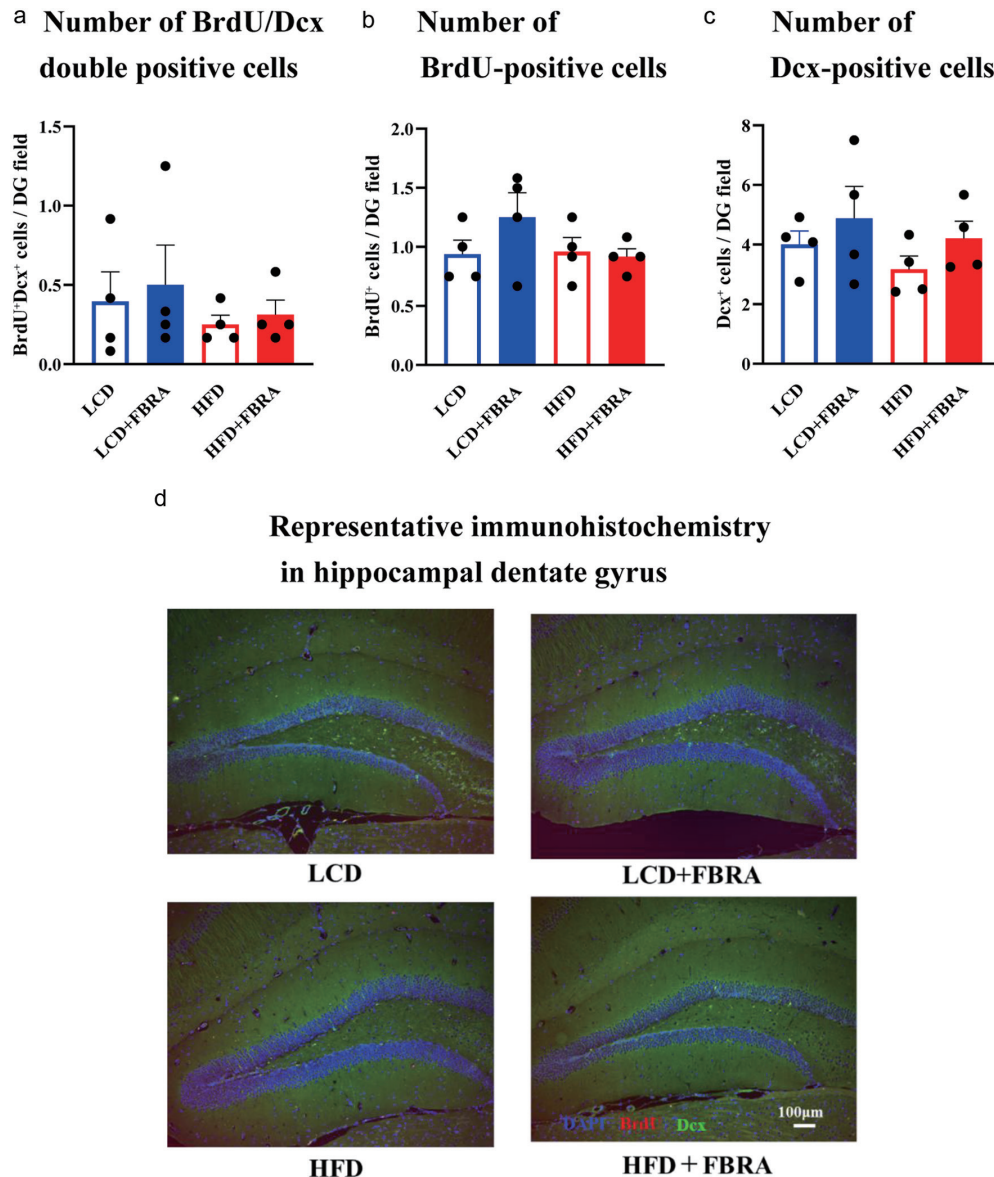 a Number of BrdU/Dcx
double positive cells
BrdU⁺Dcx⁺ cells / DG field
1.5
1.0
0.5
0.0
LCD
LCD+FBRA
HFD
HFD+FBRA
b Number of
BrdU-positive cells
BrdU⁺ cells / DG field
2.0
1.5
1.0
0.5
0.0
LCD
LCD+FBRA
HFD
HFD+FBRA
c Number of
Dcx-positive cells
Dcx⁺ cells / DG field
8
6
4
2
0
LCD
LCD+FBRA
HFD
HFD+FBRA
d
Representative immunohistochemistry
in hippocampal dentate gyrus
LCD
LCD+FBRA
DAPI BrdU Dcx
100µm
HFD
HFD+FBRA